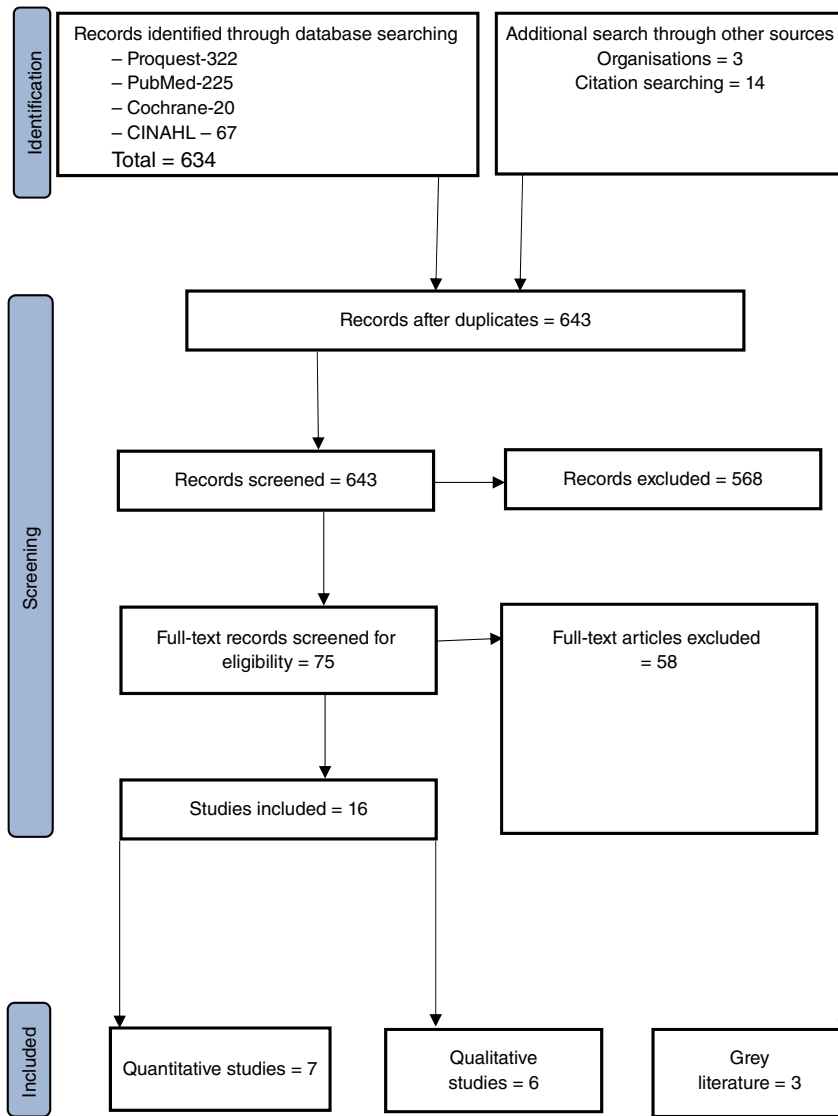 Identification
Records identified through database searching
– Proquest-322
– PubMed-225
– Cochrane-20
– CINAHL – 67
Total = 634
Additional search through other sources
Organisations = 3
Citation searching = 14
Screening
Records after duplicates = 643
Records screened = 643
Records excluded = 568
Full-text records screened for
eligibility = 75
Full-text articles excluded
= 58
Studies included = 16
Included
Quantitative studies = 7
Qualitative
studies = 6
Grey
literature = 3